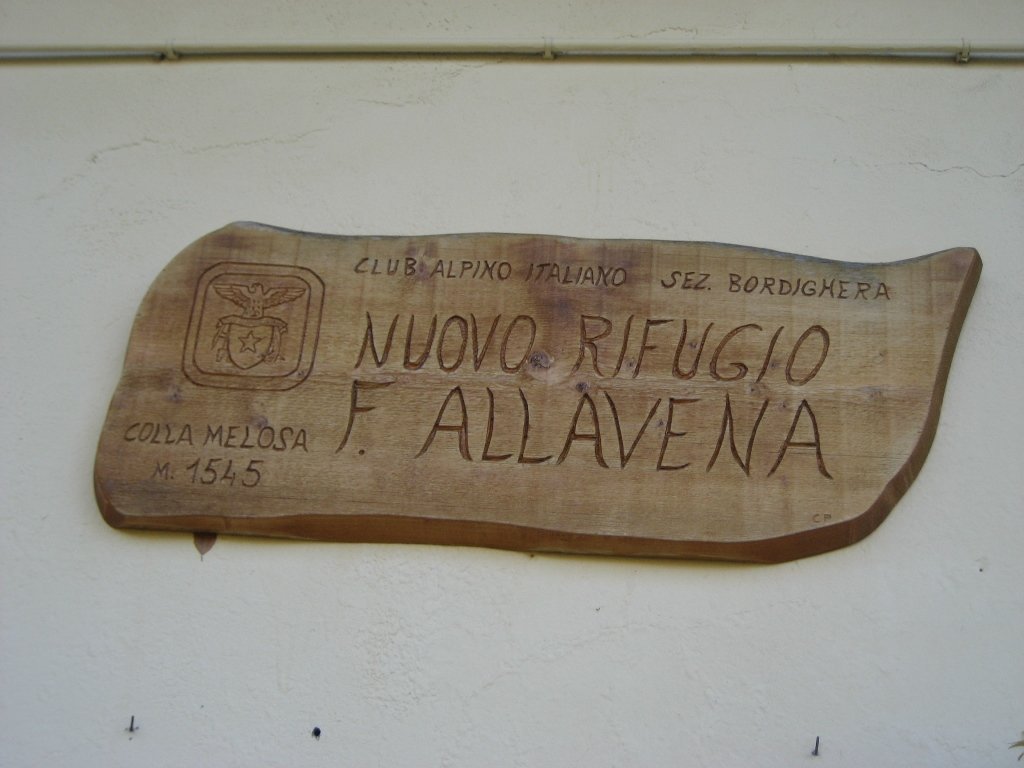 CLUB ALPINO ITALIANO SEZ. BORDIGHERA
NUOVO RIFUGIO
F. ALLAVENA
COLLA MELOSA
M. 1545
CP